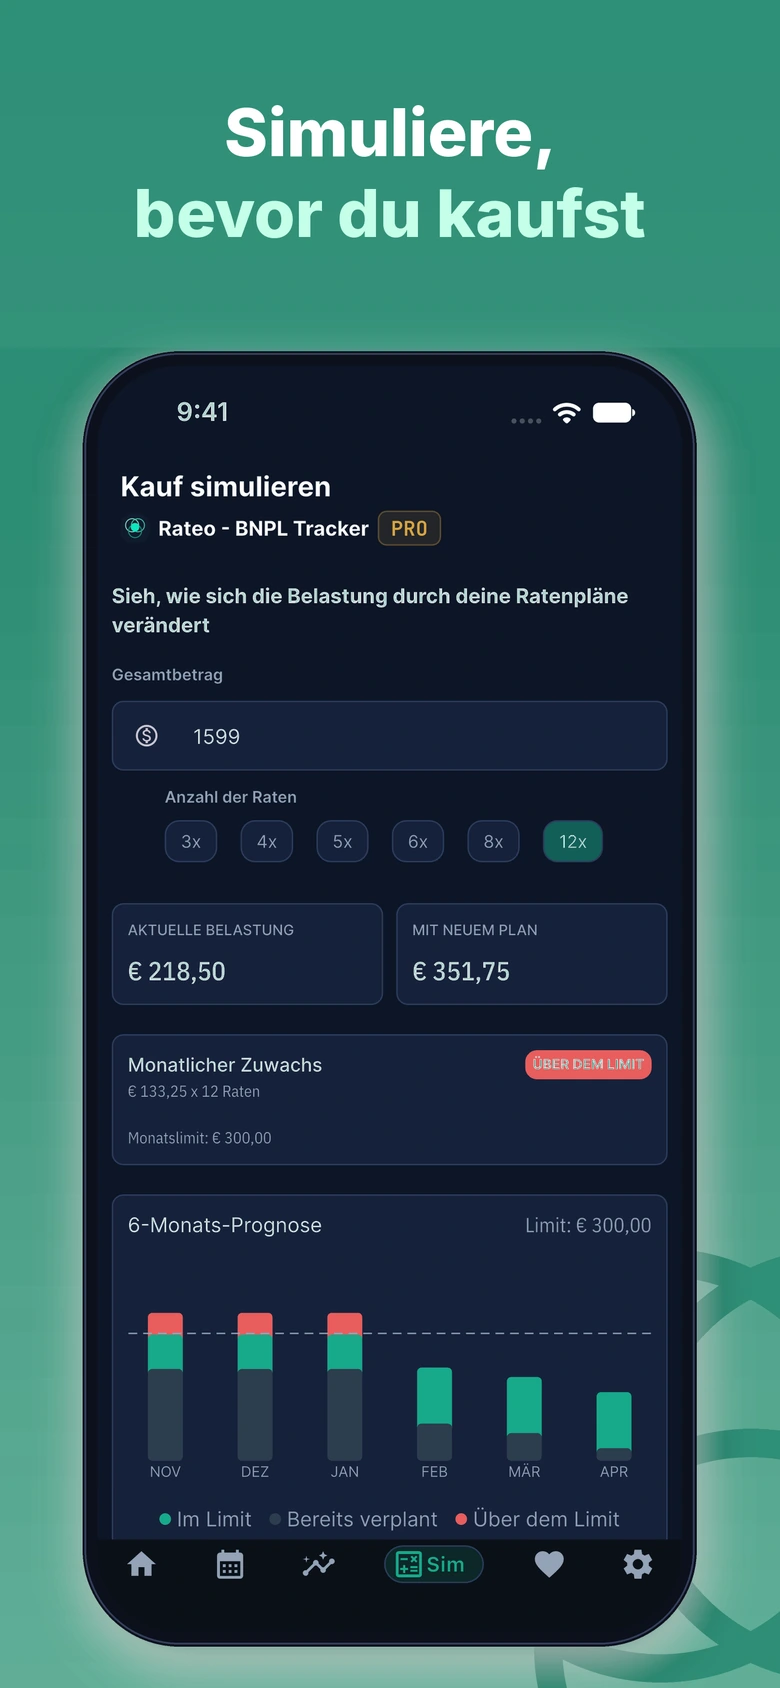 Simuliere,
bevor du kaufst
9:41
Kauf simulieren
Rateo - BNPL Tracker PRO
Sieh, wie sich die Belastung durch deine Ratenpläne
verändert
Gesamtbetrag
1599
Anzahl der Raten
3x 4x 5x 6x 8x 12x
AKTUELLE BELASTUNG
€ 218,50
MIT NEUEM PLAN
€ 351,75
Monatlicher Zuwachs
ÜBER DEM LIMIT
€ 133,25 x 12 Raten
Monatslimit: € 300,00
6-Monats-Prognose
Limit: € 300,00
NOV DEZ JAN FEB MÄR APR
Im Limit Bereits verplant Über dem Limit
Sim